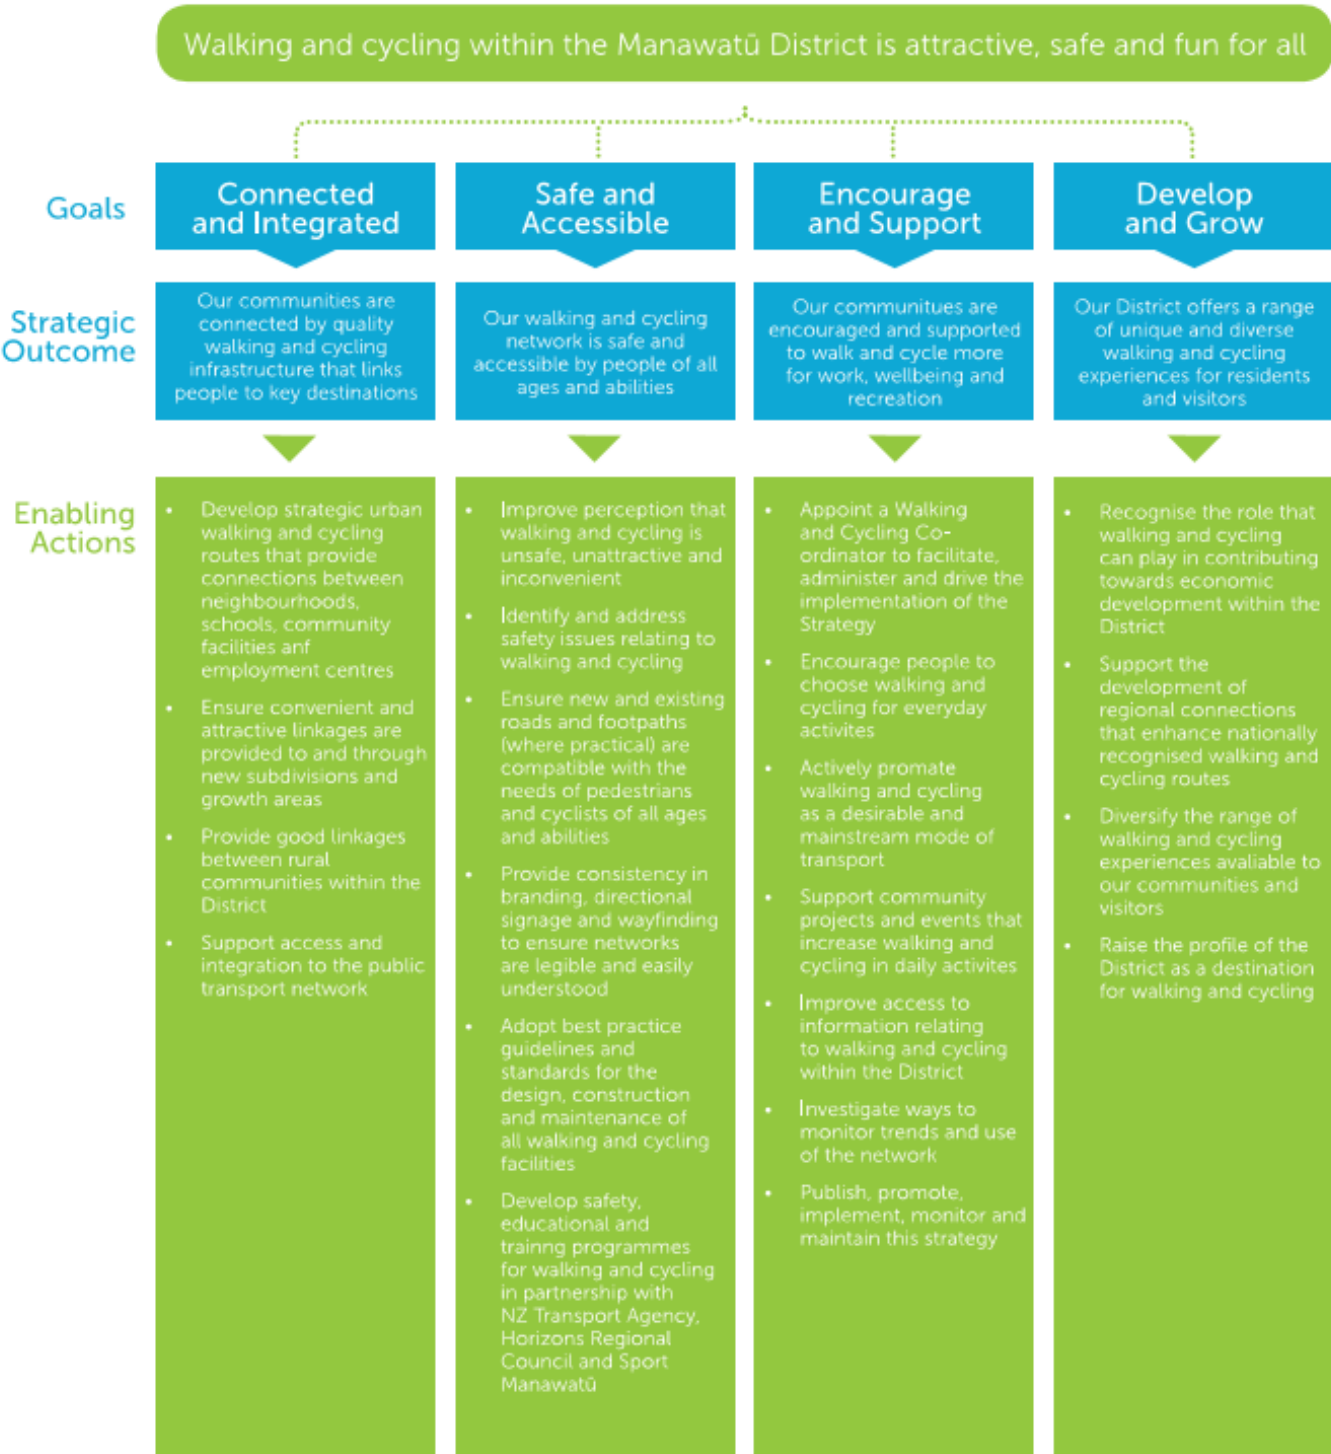 Walking and cycling within the Manawatū District is attractive, safe and fun for all
Goals
Connected
and Integrated
Safe and
Accessible
Encourage
and Support
Develop
and Grow
Strategic
Outcome
Our communities are
connected by quality
walking and cycling
infrastructure that links
people to key destinations
Our walking and cycling
network is safe and
accessible by people of all
ages and abilities
Our communitues are
encouraged and supported
to walk and cycle more
for work, wellbeing and
recreation
Our District offers a range
of unique and diverse
walking and cycling
experiences for residents
and visitors
Enabling
Actions
• Develop strategic urban
walking and cycling
routes that provide
connections between
neighbourhoods,
schools, community
facilities anf
employment centres
• Ensure convenient and
attractive linkages are
provided to and through
new subdivisions and
growth areas
• Provide good linkages
between rural
communities within the
District
• Support access and
integration to the public
transport network
• Improve perception that
walking and cycling is
unsafe, unattractive and
inconvenient
• Identify and address
safety issues relating to
walking and cycling
• Ensure new and existing
roads and footpaths
(where practical) are
compatible with the
needs of pedestrians
and cyclists of all ages
and abilities
• Provide consistency in
branding, directional
signage and wayfinding
to ensure networks
are legible and easily
understood
• Adopt best practice
guidelines and
standards for the
design, construction
and maintenance of
all walking and cycling
facilities
• Develop safety,
educational and
trainng programmes
for walking and cycling
in partnership with
NZ Transport Agency,
Horizons Regional
Council and Sport
Manawatū
• Appoint a Walking
and Cycling Co-
ordinator to facilitate,
administer and drive the
implementation of the
Strategy
• Encourage people to
choose walking and
cycling for everyday
activites
• Actively promate
walking and cycling
as a desirable and
mainstream mode of
transport
• Support community
projects and events that
increase walking and
cycling in daily activites
• Improve access to
information relating
to walking and cycling
within the District
• Investigate ways to
monitor trends and use
of the network
• Publish, promote,
implement, monitor and
maintain this strategy
• Recognise the role that
walking and cycling
can play in contributing
towards economic
development within the
District
• Support the
development of
regional connections
that enhance nationally
recognised walking and
cycling routes
• Diversify the range of
walking and cycling
experiences avaliable to
our communities and
visitors
• Raise the profile of the
District as a destination
for walking and cycling